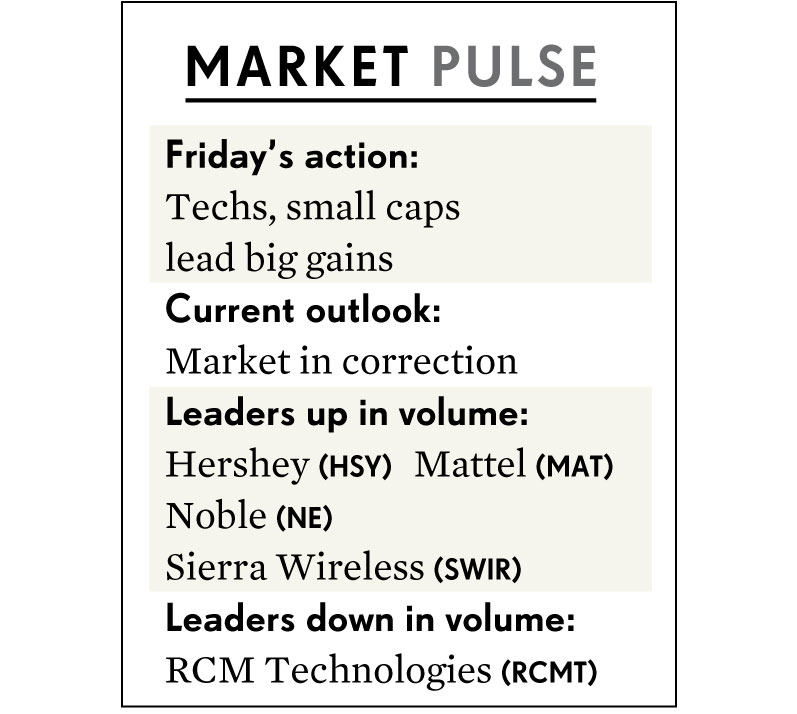 MARKET PULSE
Friday’s action:
Techs, small caps
lead big gains
Current outlook:
Market in correction
Leaders up in volume:
Hershey (HSY) Mattel (MAT)
Noble (NE)
Sierra Wireless (SWIR)
Leaders down in volume:
RCM Technologies (RCMT)